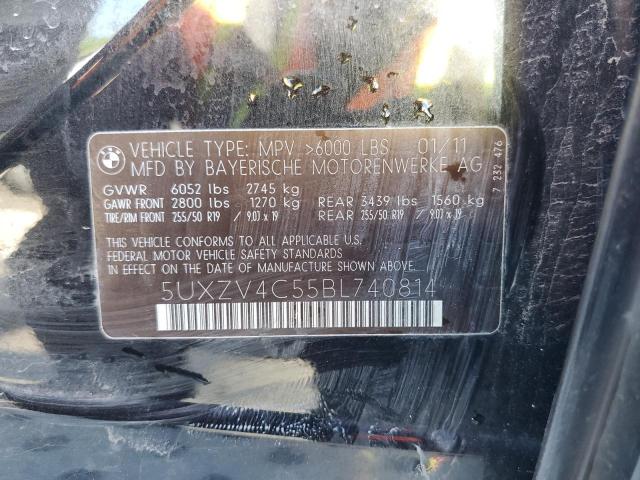 BMW
VEHICLE TYPE: MPV >6000 LBS 01/11
MFD BY BAYERISCHE MOTORENWERKE AG
GVWR 6052 lbs 2745 kg
GAWR FRONT 2800 lbs 1270 kg REAR 3439 lbs 1560 kg
TIRE/RIM FRONT 255/50 R19 / 9.0J x 19 REAR 255/50 R19 / 9.0J x 19
THIS VEHICLE CONFORMS TO ALL APPLICABLE U.S.
FEDERAL MOTOR VEHICLE SAFETY STANDARDS
IN EFFECT ON THE DATE OF MANUFACTURE SHOWN ABOVE.
5UXZV4C55BL740814
7 232 476